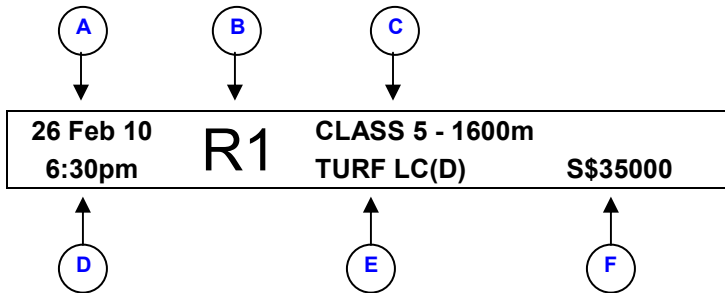 A B C
26 Feb 10 R1 CLASS 5 - 1600m
6:30pm TURF LC(D) S$35000
D E F